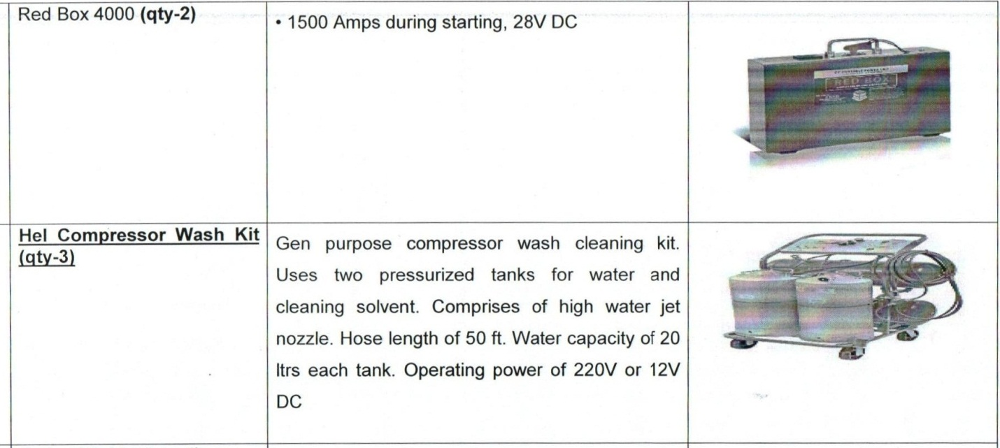 Red Box 4000 (qty-2)
• 1500 Amps during starting, 28V DC
RED BOX
Hel Compressor Wash Kit
(qty-3)
Gen purpose compressor wash cleaning kit.
Uses two pressurized tanks for water and
cleaning solvent. Comprises of high water jet
nozzle. Hose length of 50 ft. Water capacity of 20
ltrs each tank. Operating power of 220V or 12V
DC